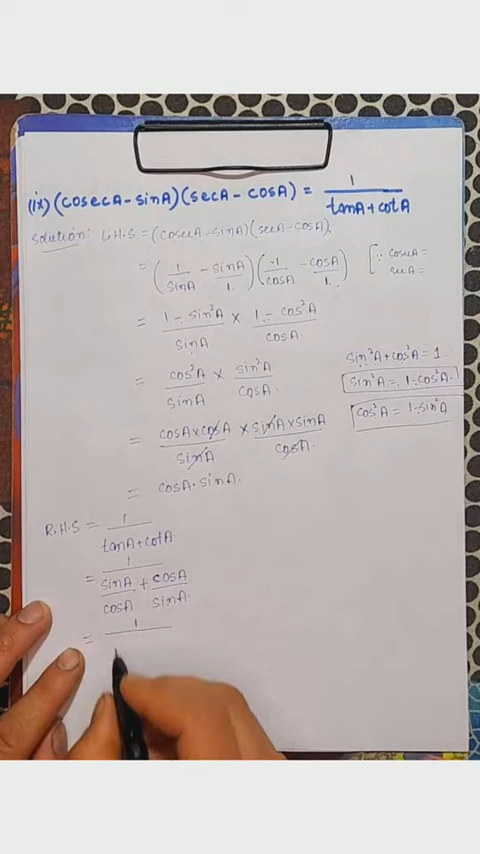 (ix) (cosecA - sinA) (secA - cosA) = 1 / tanA + cotA
Solution: L.H.S = (cosecA - sinA) (secA - cosA).
= (1/sinA - sinA/1) (1/cosA - cosA/1) [∵ cosecA =
secA =
= 1 - sin²A / sinA × 1 - cos²A / cosA
sin²A + cos²A = 1
= cos²A / sinA × sin²A / cosA
sin²A = 1 - cos²A
cos²A = 1 - sin²A
= cosA × cosA / sinA × sinA × sinA / cosA
= cosA · sinA
R.H.S = 1 / tanA + cotA
= 1 / sinA/cosA + cosA/sinA
= 1